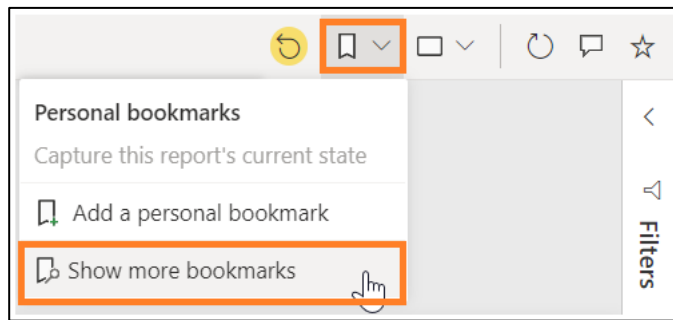 Personal bookmarks
Capture this report's current state
Add a personal bookmark
Show more bookmarks
Filters